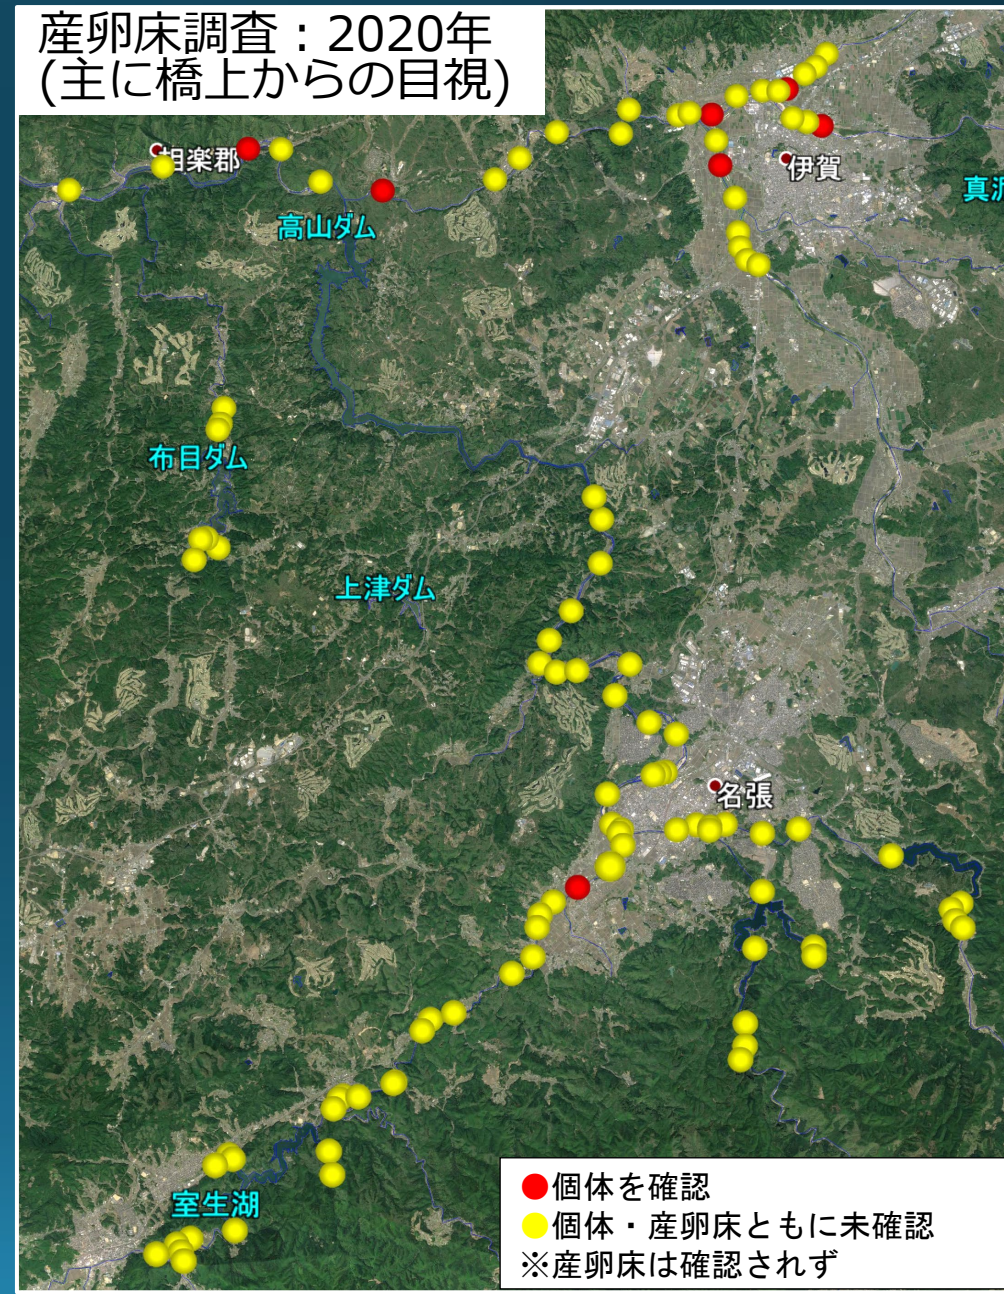 産卵床調査：2020年
(主に橋上からの目視)
相楽郡
伊賀
真泥
高山ダム
布目ダム
上津ダム
名張
室生湖
●個体を確認
●個体・産卵床ともに未確認
※産卵床は確認されず